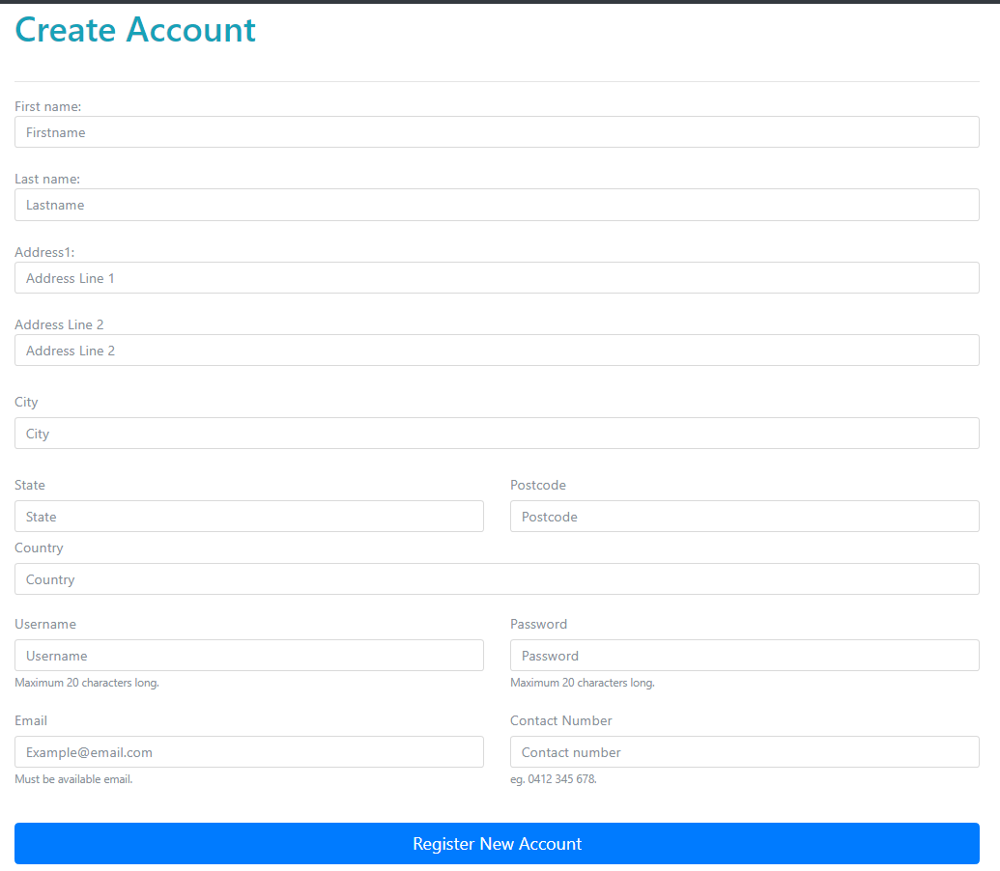 Create Account
First name:
Firstname
Last name:
Lastname
Address1:
Address Line 1
Address Line 2
Address Line 2
City
City
State Postcode
State Postcode
Country
Country
Username Password
Username Password
Maximum 20 characters long. Maximum 20 characters long.
Email Contact Number
Example@email.com Contact number
Must be available email. eg. 0412 345 678.
Register New Account